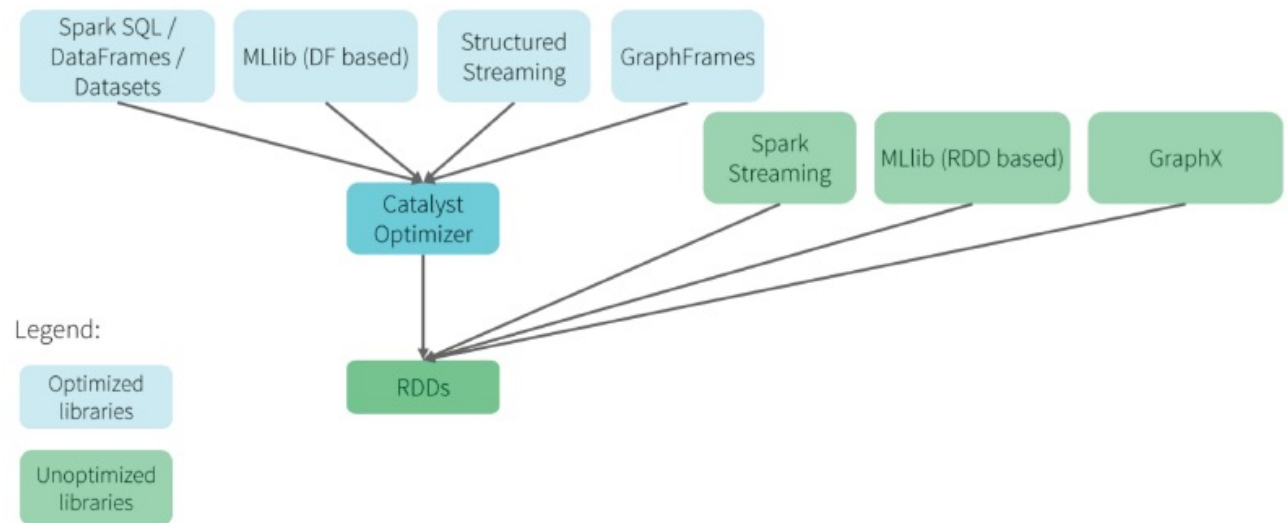 Spark SQL /
DataFrames /
Datasets
MLlib (DF based)
Structured
Streaming
GraphFrames
Spark
Streaming
MLlib (RDD based)
GraphX
Catalyst
Optimizer
RDDs
Legend:
Optimized
libraries
Unoptimized
libraries